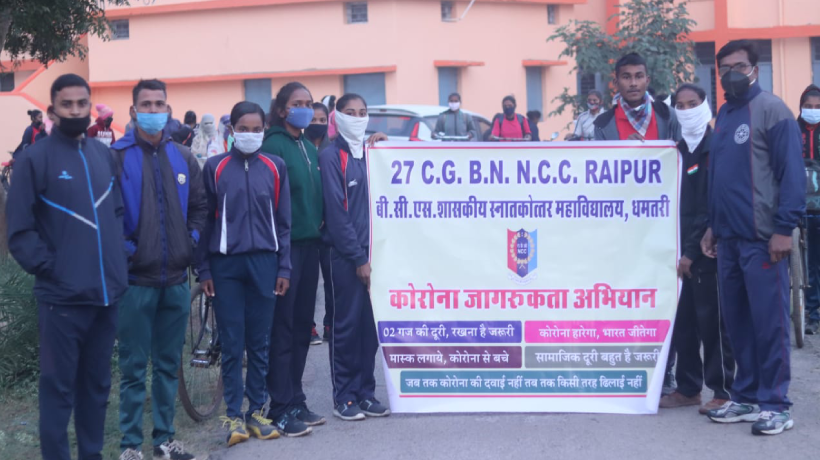 27 C.G. B.N. N.C.C. RAIPUR
बी.सी.एस.शासकीय स्नातकोत्तर महाविद्यालय, धमतरी
NCC
कोरोना जागरुकता अभियान
02 गज की दूरी, रखना है जरूरी
कोरोना हारेगा, भारत जीतेगा
मास्क लगाये, कोरोना से बचे
सामाजिक दूरी बहुत है जरूरी
जब तक कोरोना की दवाई नहीं तब तक किसी तरह ढिलाई नहीं